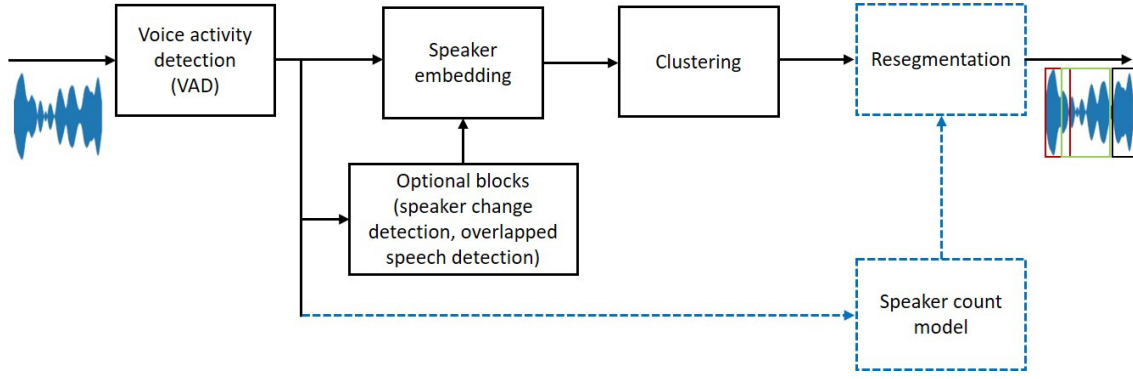 Voice activity
detection
(VAD)
Speaker
embedding
Clustering
Resegmentation
Optional blocks
(speaker change
detection, overlapped
speech detection)
Speaker count
model